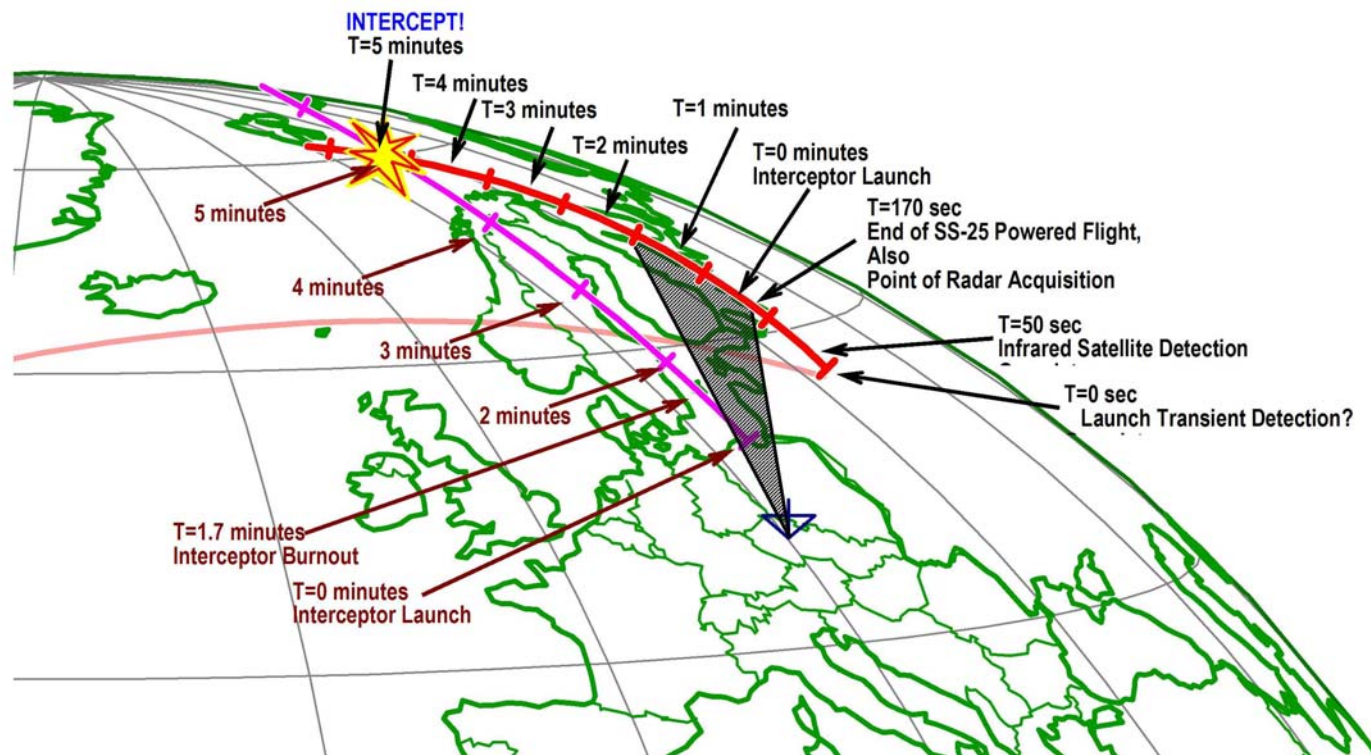 INTERCEPT!
T=5 minutes
T=4 minutes
T=3 minutes
T=2 minutes
T=1 minutes
T=0 minutes
Interceptor Launch
T=170 sec
End of SS-25 Powered Flight,
Also
Point of Radar Acquisition
T=50 sec
Infrared Satellite Detection
T=0 sec
Launch Transient Detection?
5 minutes
4 minutes
3 minutes
2 minutes
T=1.7 minutes
Interceptor Burnout
T=0 minutes
Interceptor Launch